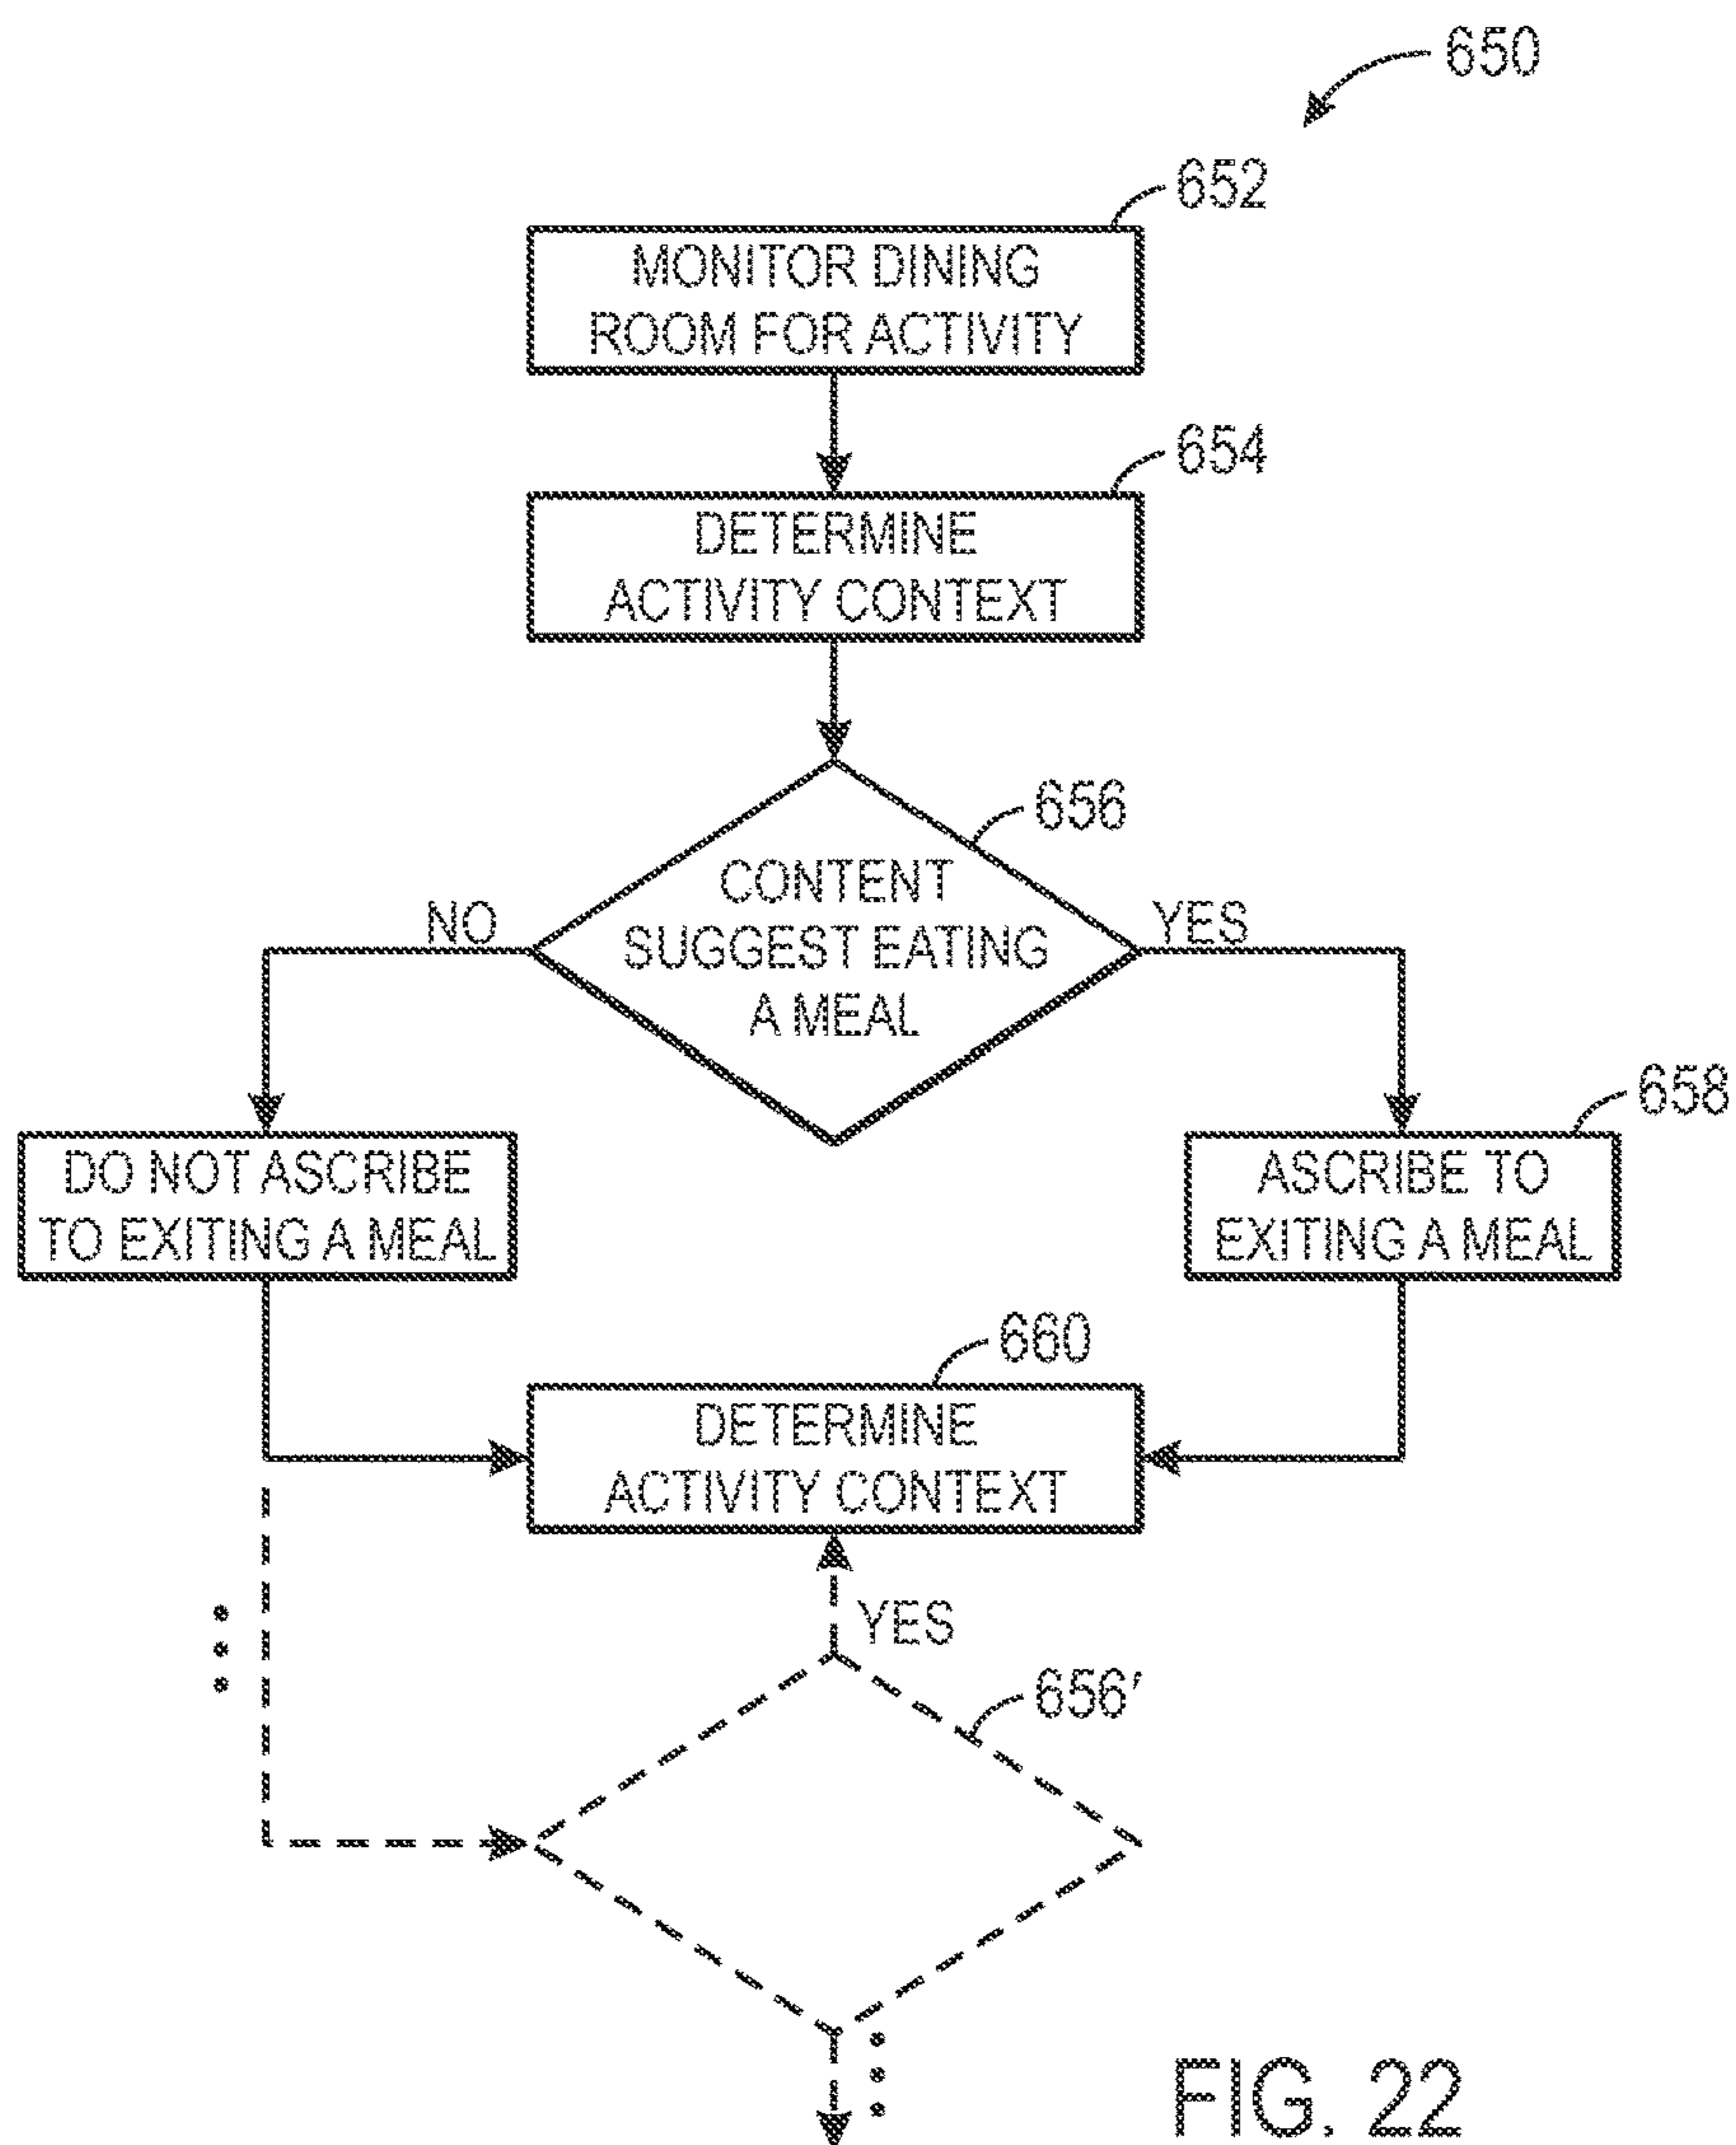 650
652
MONITOR DINING
ROOM FOR ACTIVITY
654
DETERMINE
ACTIVITY CONTEXT
656
CONTENT
SUGGEST EATING
A MEAL
NO
YES
658
DO NOT ASCRIBE
TO EXITING A MEAL
ASCRIBE TO
EXITING A MEAL
660
DETERMINE
ACTIVITY CONTEXT
YES
656'
FIG. 22